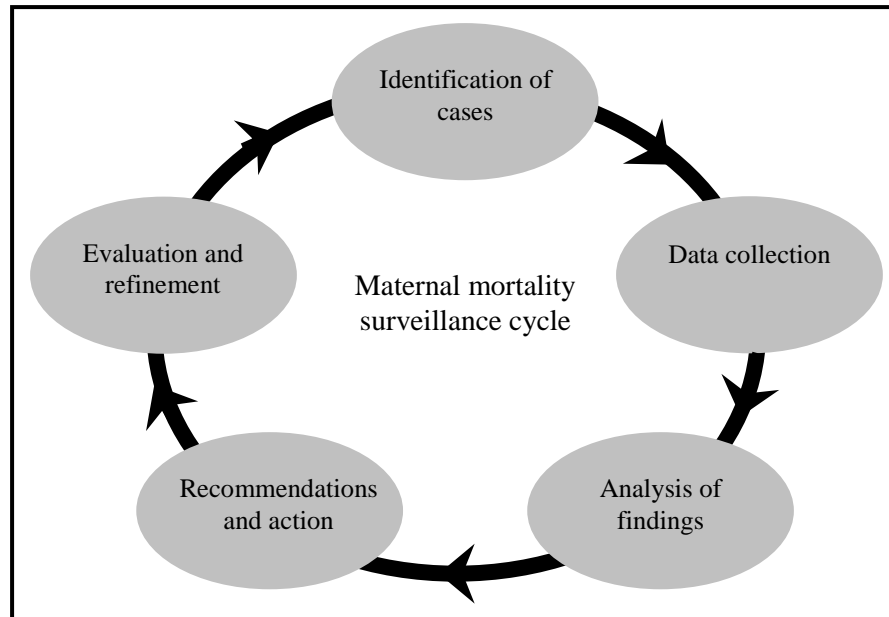 Identification of
cases
Data collection
Analysis of
findings
Recommendations
and action
Evaluation and
refinement
Maternal mortality
surveillance cycle